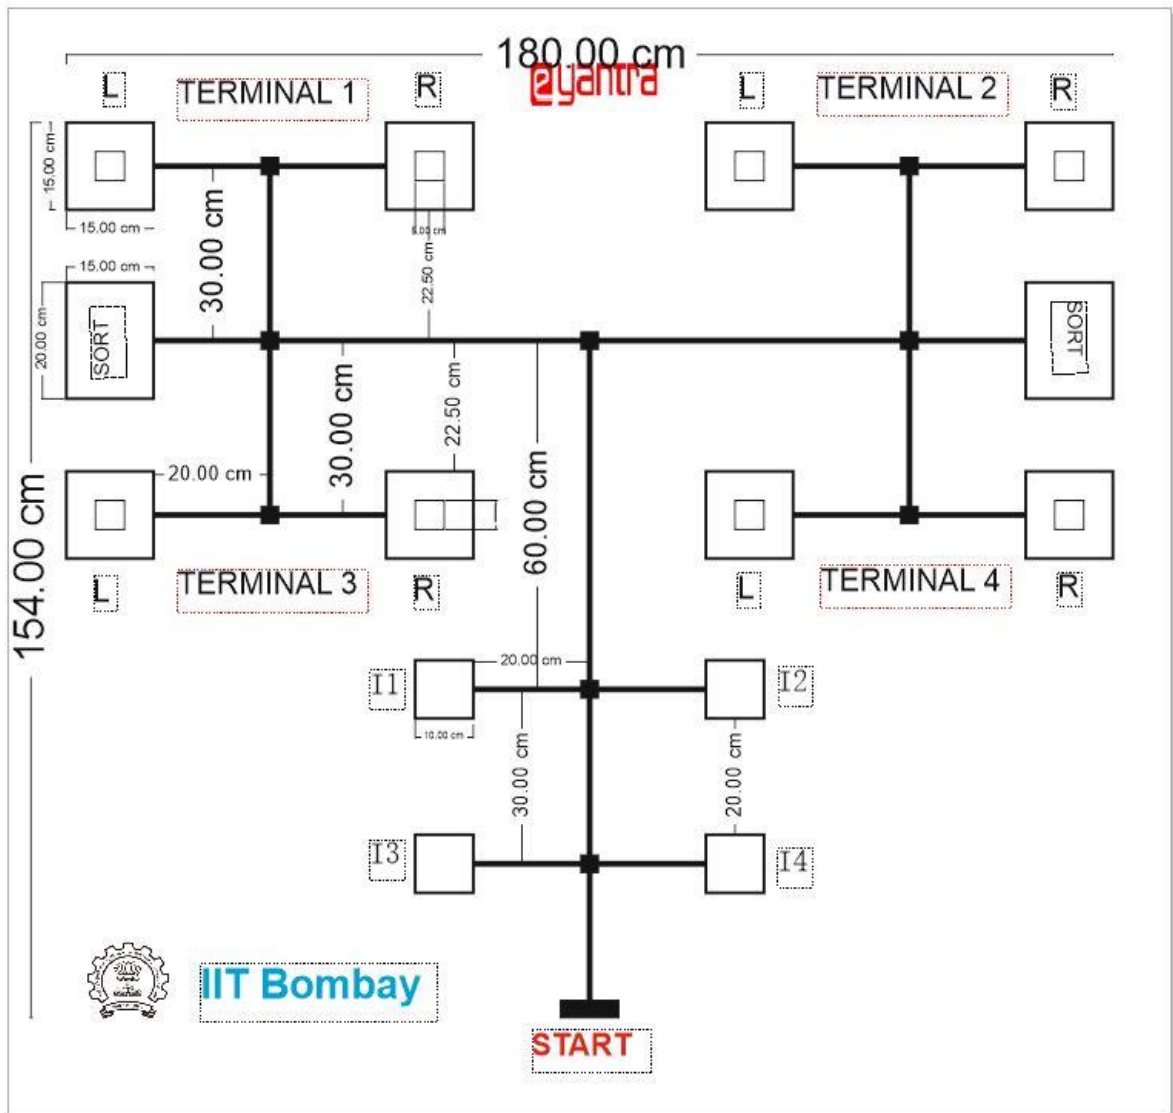 180.00 cm
eyantra
L
TERMINAL 1
R
L
TERMINAL 2
R
15.00 cm
15.00 cm
30.00 cm
5.00 cm
22.50 cm
15.00 cm
20.00 cm
SORT
SORT
30.00 cm
22.50 cm
20.00 cm
60.00 cm
154.00 cm
L
TERMINAL 3
R
L
TERMINAL 4
R
20.00 cm
I1
I2
10.00 cm
30.00 cm
20.00 cm
I3
I4
IIT Bombay
START